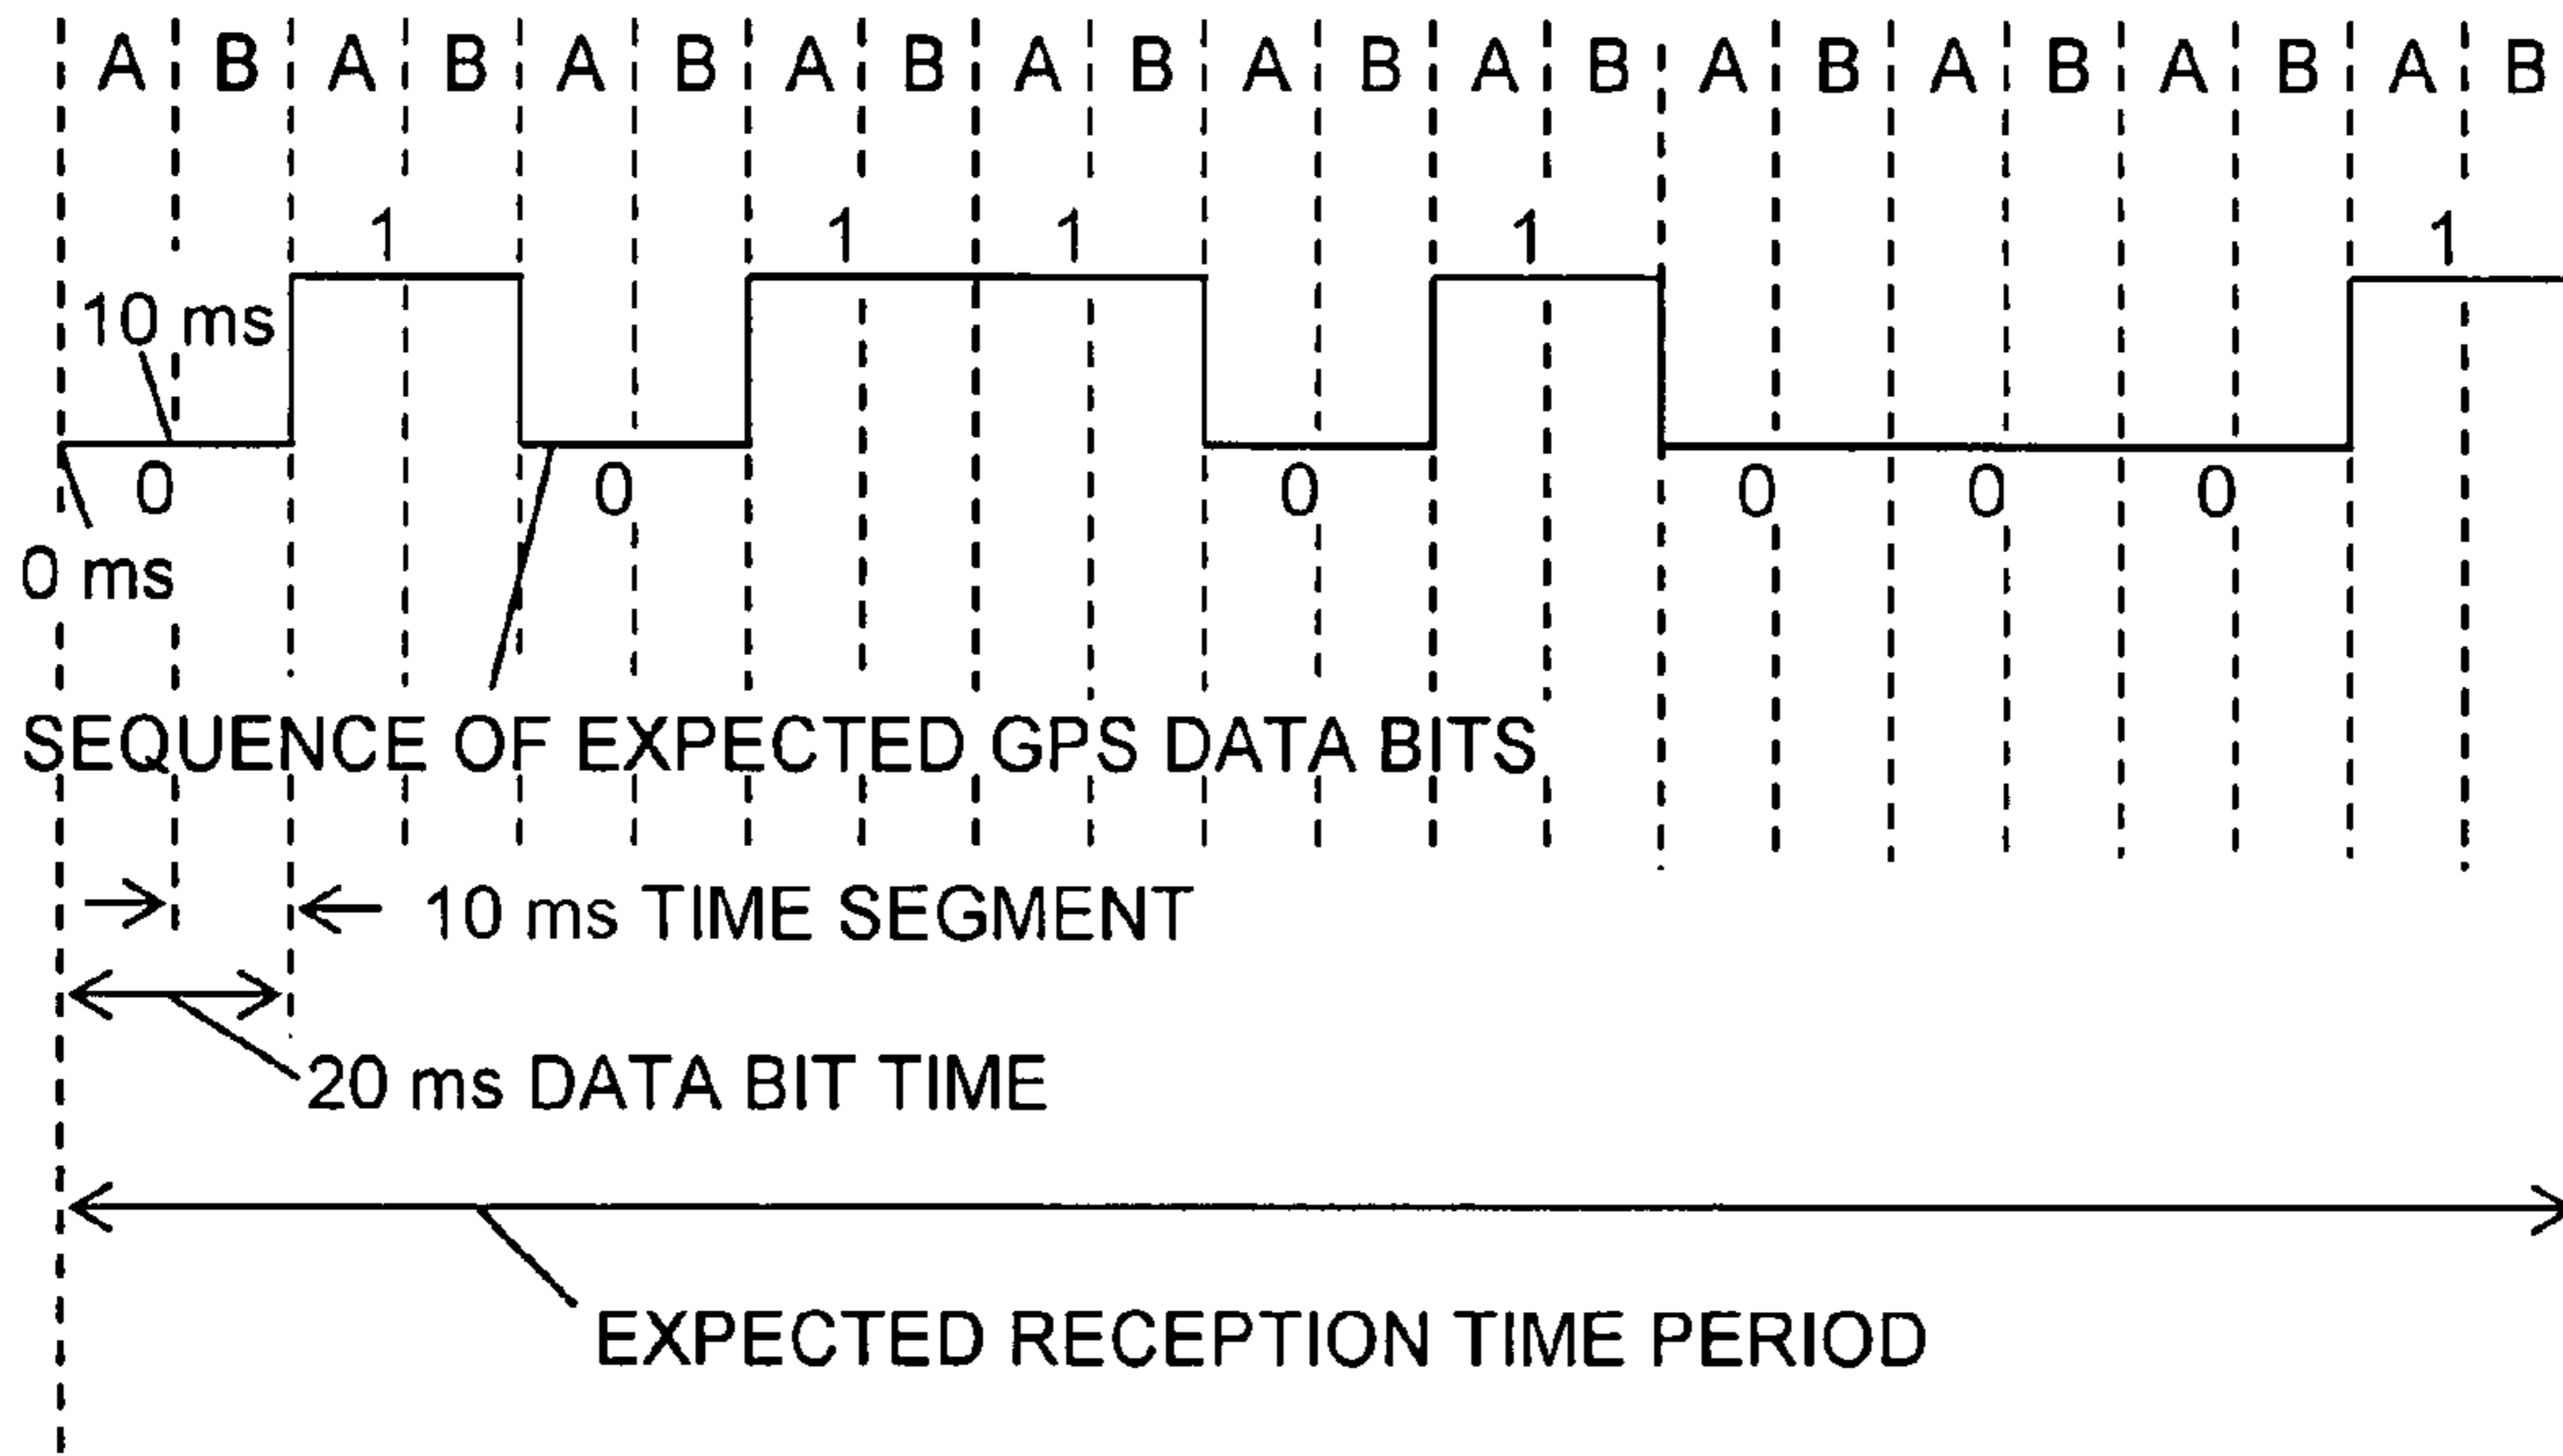 A B A B A B A B A B A B A B A B A B A B A B
1 1 1 1 1
10 ms
0 0 0 0 0 0
0 ms
SEQUENCE OF EXPECTED GPS DATA BITS
10 ms TIME SEGMENT
20 ms DATA BIT TIME
EXPECTED RECEPTION TIME PERIOD